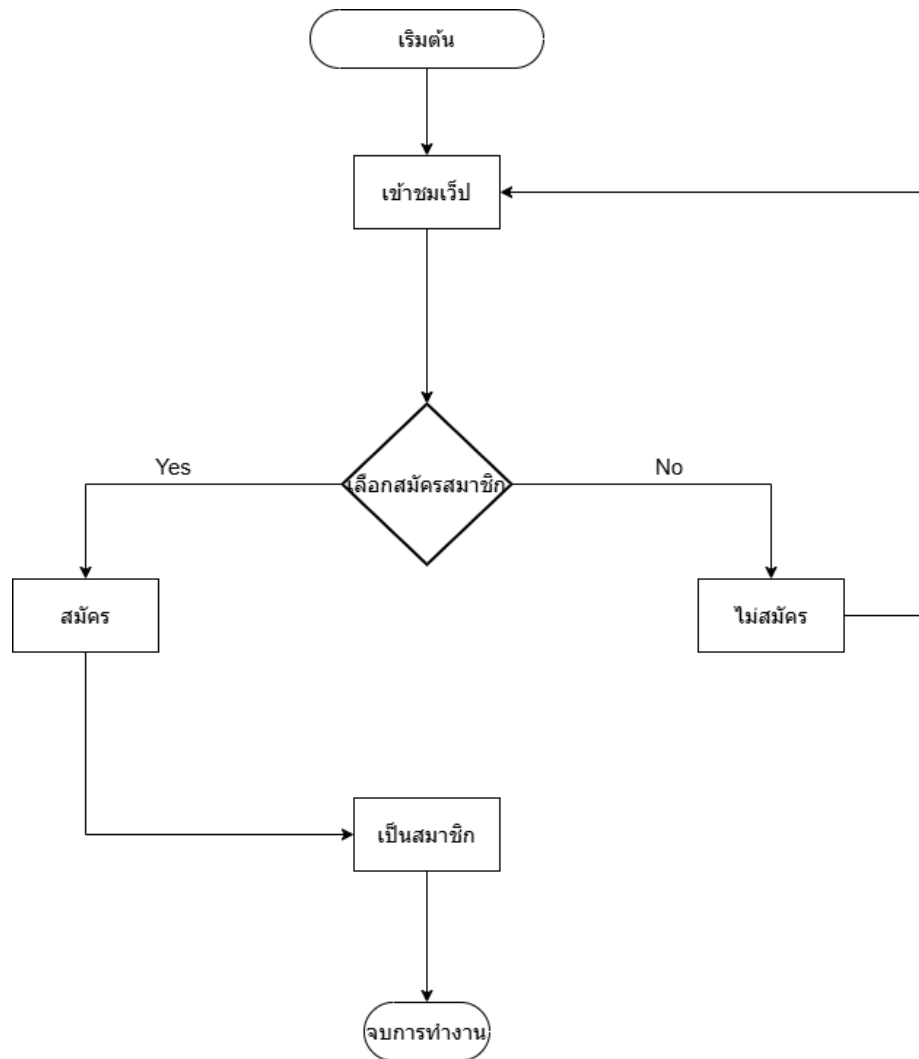 เริ่มต้น
เข้าชมเว็ป
Yes
เลือกสมัครสมาชิก
No
สมัคร
ไม่สมัคร
เป็นสมาชิก
จบการทำงาน